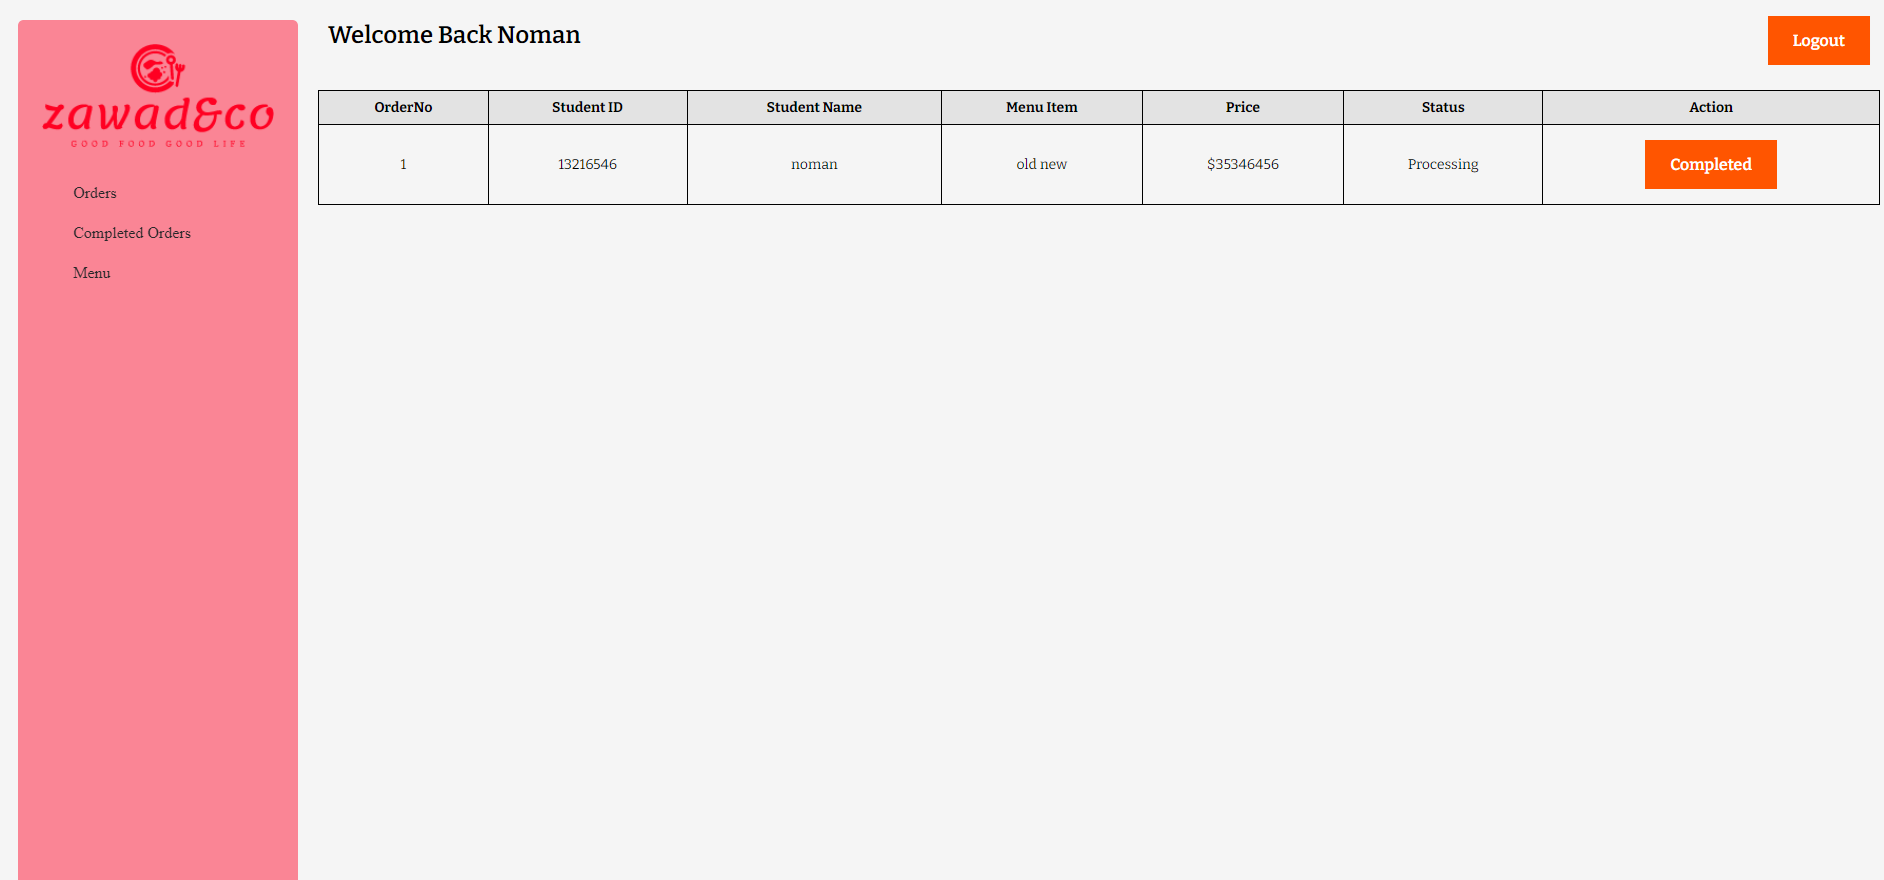 zawad&co
GOOD FOOD GOOD LIFE
Orders
Completed Orders
Menu
Welcome Back Noman
Logout
OrderNo Student ID Student Name Menu Item Price Status Action
1 13216546 noman old new $35346456 Processing Completed